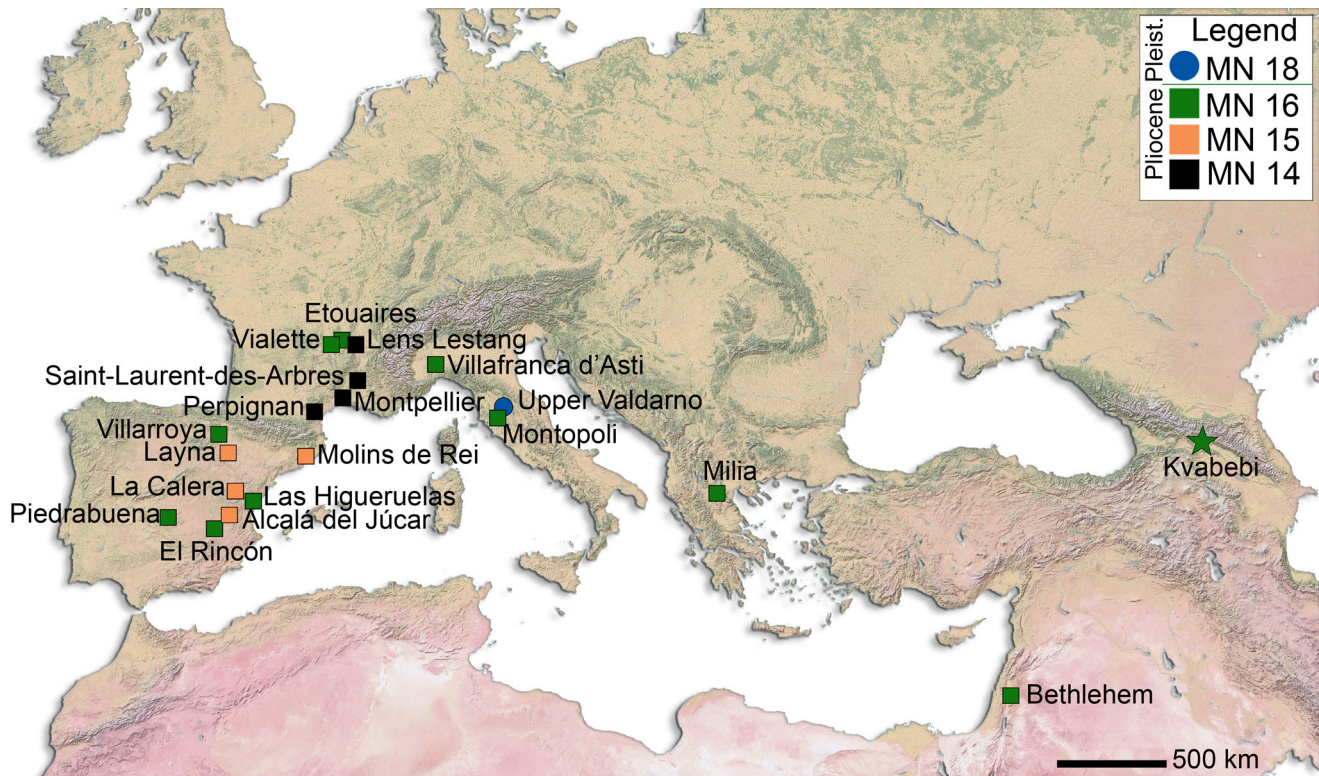 Legend
Pleist.
MN 18
Pliocene
MN 16
MN 15
MN 14
Etouaires
Vialette
Lens Lestang
Villafranca d’Asti
Saint-Laurent-des-Arbres
Perpignan
Montpellier
Upper Valdarno
Montopoli
Villarroya
Layna
Molins de Rei
Milia
Kvabebi
La Calera
Las Higueruelas
Piedrabuena
Alcalá del Júcar
El Rincón
Bethlehem
500 km